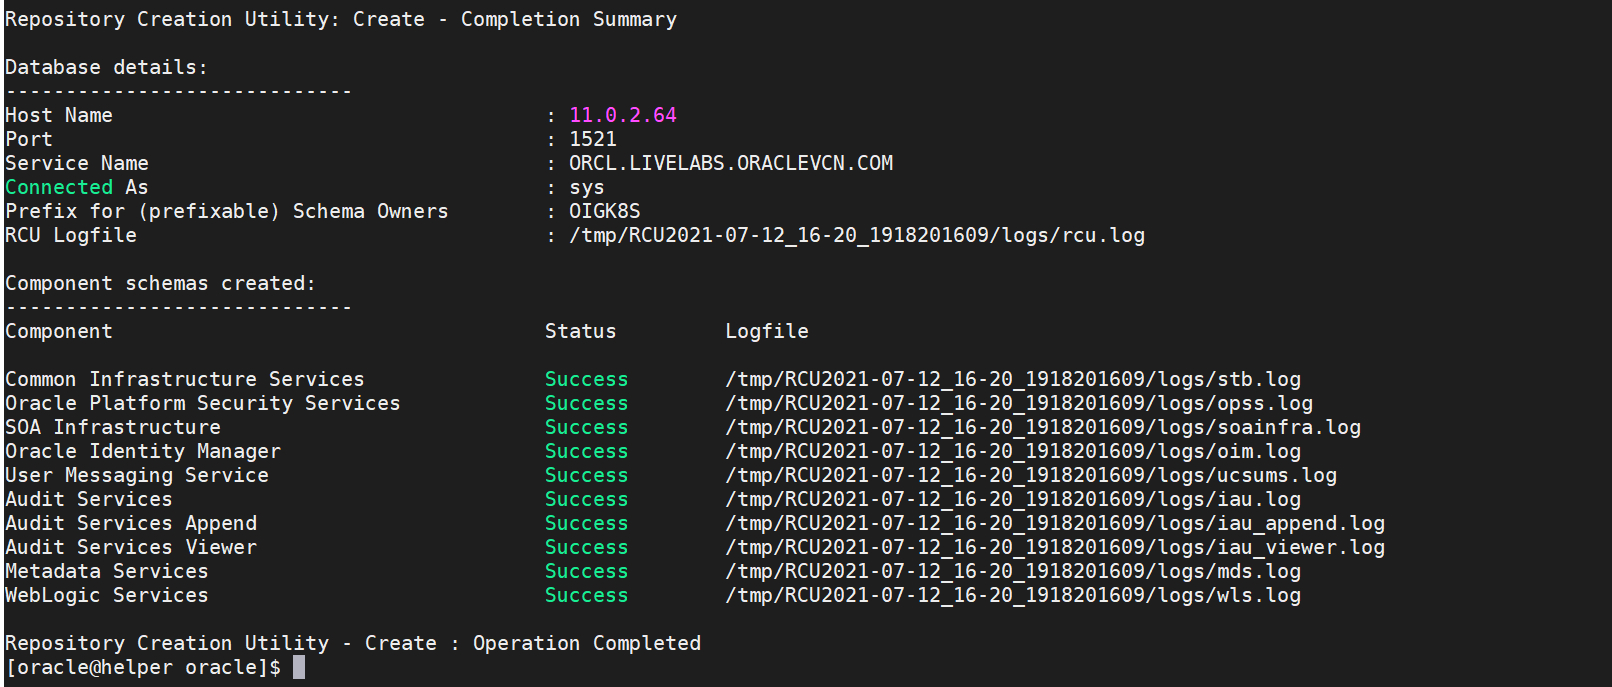 Repository Creation Utility: Create - Completion Summary
Database details:
-----------------------------
Host Name : 11.0.2.64
Port : 1521
Service Name : ORCL.LIVELABS.ORACLEVCN.COM
Connected As : sys
Prefix for (prefixable) Schema Owners : OIGK8S
RCU Logfile : /tmp/RCU2021-07-12_16-20_1918201609/logs/rcu.log
Component schemas created:
-----------------------------
Component Status Logfile
Common Infrastructure Services Success /tmp/RCU2021-07-12_16-20_1918201609/logs/stb.log
Oracle Platform Security Services Success /tmp/RCU2021-07-12_16-20_1918201609/logs/opss.log
SOA Infrastructure Success /tmp/RCU2021-07-12_16-20_1918201609/logs/soainfra.log
Oracle Identity Manager Success /tmp/RCU2021-07-12_16-20_1918201609/logs/oim.log
User Messaging Service Success /tmp/RCU2021-07-12_16-20_1918201609/logs/ucsums.log
Audit Services Success /tmp/RCU2021-07-12_16-20_1918201609/logs/iau.log
Audit Services Append Success /tmp/RCU2021-07-12_16-20_1918201609/logs/iau_append.log
Audit Services Viewer Success /tmp/RCU2021-07-12_16-20_1918201609/logs/iau_viewer.log
Metadata Services Success /tmp/RCU2021-07-12_16-20_1918201609/logs/mds.log
WebLogic Services Success /tmp/RCU2021-07-12_16-20_1918201609/logs/wls.log
Repository Creation Utility - Create : Operation Completed
[oracle@helper oracle]$